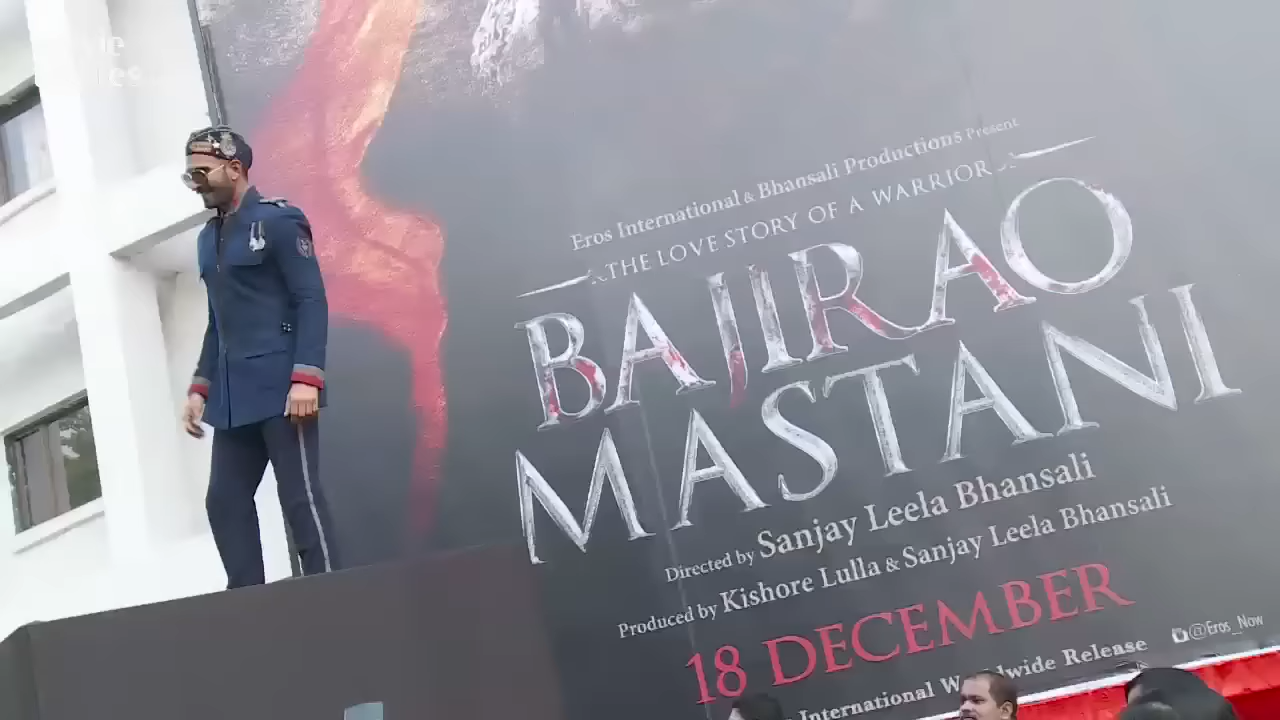 Eros International & Bhansali Productions Present
THE LOVE STORY OF A WARRIOR
BAJIRAO
MASTANI
Directed by Sanjay Leela Bhansali
Produced by Kishore Lulla & Sanjay Leela Bhansali
18 DECEMBER
@Eros_Now
International Release